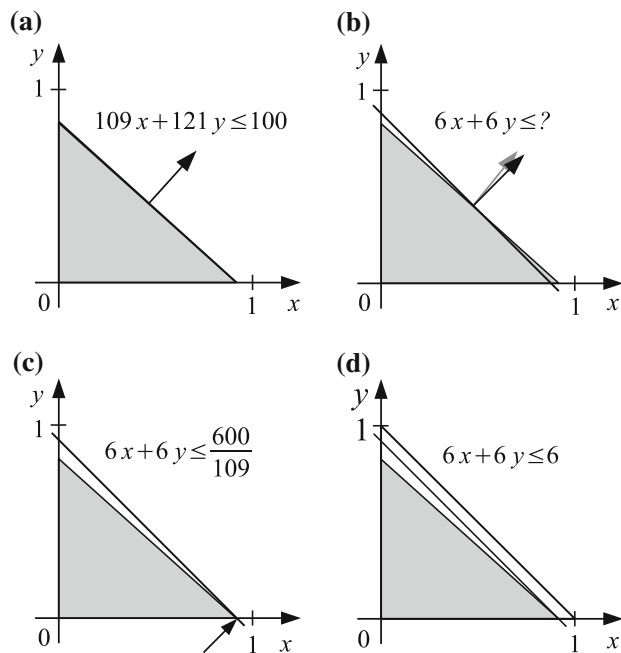 (a)
y
1
109 x+121 y≤100
0
1
x
(b)
y
1
6 x+6 y≤?
0
1
x
(c)
y
1
6 x+6 y≤600/109
0
1
x
(d)
y
1
6 x+6 y≤6
0
1
x